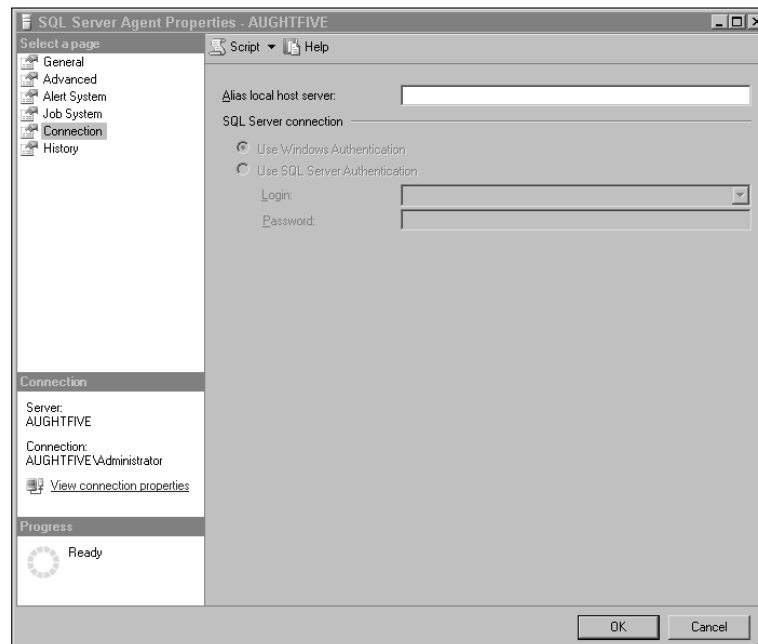 SQL Server Agent Properties - AUGHTFIVE
Select a page
General
Advanced
Alert System
Job System
Connection
History
Script
Help
Alias local host server:
SQL Server connection
Use Windows Authentication
Use SQL Server Authentication
Login:
Password:
Connection
Server:
AUGHTFIVE
Connection:
AUGHTFIVE\Administrator
View connection properties
Progress
Ready
OK
Cancel